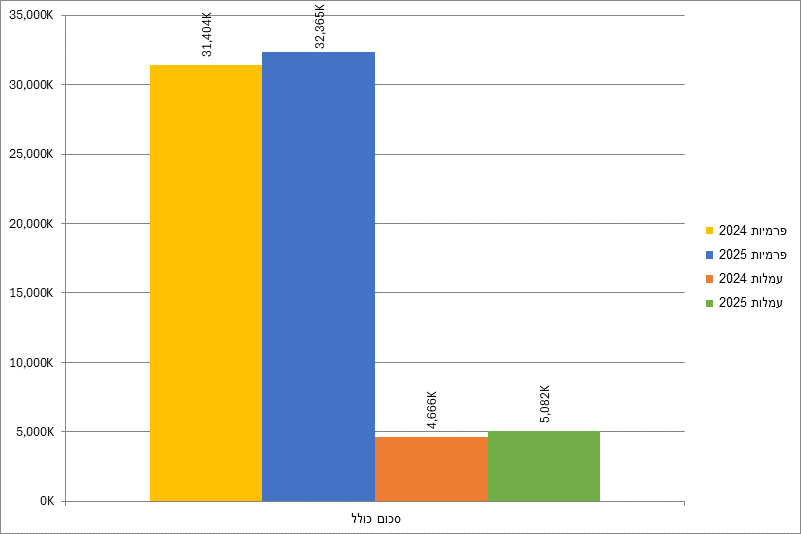 35,000K
30,000K
25,000K
20,000K
15,000K
10,000K
5,000K
0K
31,404K
32,365K
4,666K
5,082K
סכום כולל
פרמיות 2024
פרמיות 2025
עמלות 2024
עמלות 2025